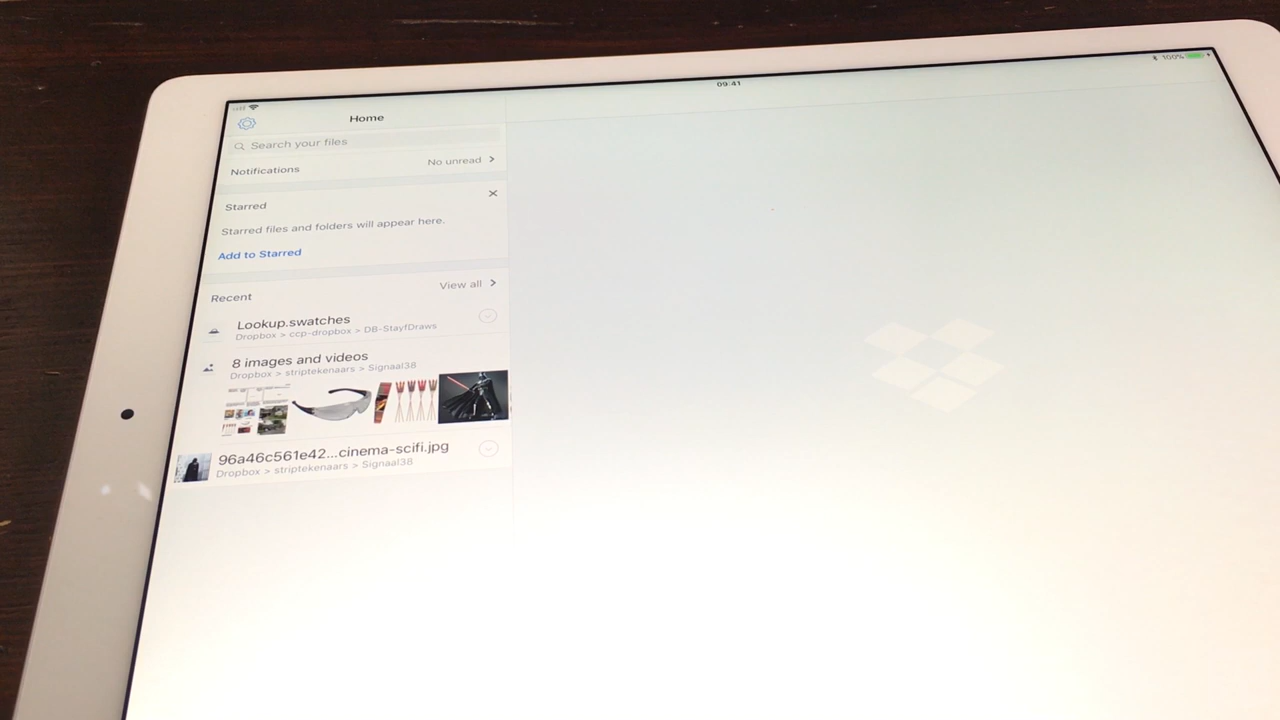 09:41
100%
Home
Search your files
Notifications
No unread
Starred
Starred files and folders will appear here.
Add to Starred
Recent
View all
Lookup.swatches
Dropbox > ccp-dropbox > DB-StayfDraws
8 images and videos
Dropbox > striptekenaars > Signaal38
96a46c561e42...cinema-scifi.jpg
Dropbox > striptekenaars > Signaal38